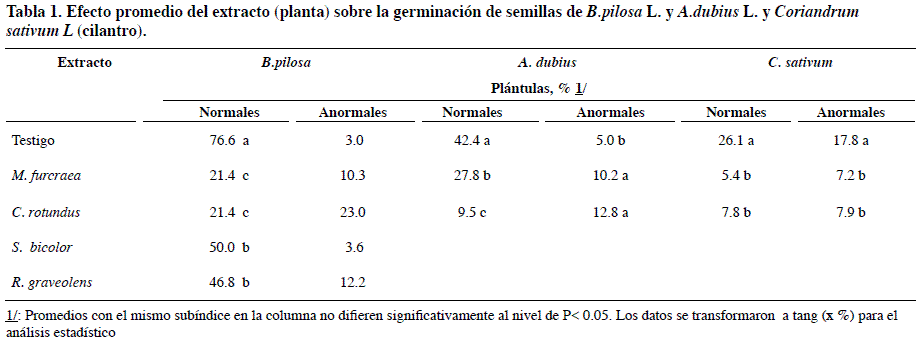 Tabla 1. Efecto promedio del extracto (planta) sobre la germinación de semillas de B.pilosa L. y A.dubius L. y Coriandrum
sativum L (cilantro).
Extracto B.pilosa A. dubius C. sativum
Plántulas, % 1/
Normales Anormales Normales Anormales Normales Anormales
Testigo 76.6 a 3.0 42.4 a 5.0 b 26.1 a 17.8 a
M. furcraea 21.4 c 10.3 27.8 b 10.2 a 5.4 b 7.2 b
C. rotundus 21.4 c 23.0 9.5 c 12.8 a 7.8 b 7.9 b
S. bicolor 50.0 b 3.6
R. graveolens 46.8 b 12.2
1/: Promedios con el mismo subíndice en la columna no difieren significativamente al nivel de P< 0.05. Los datos se transformaron a tang (x %) para el
análisis estadístico